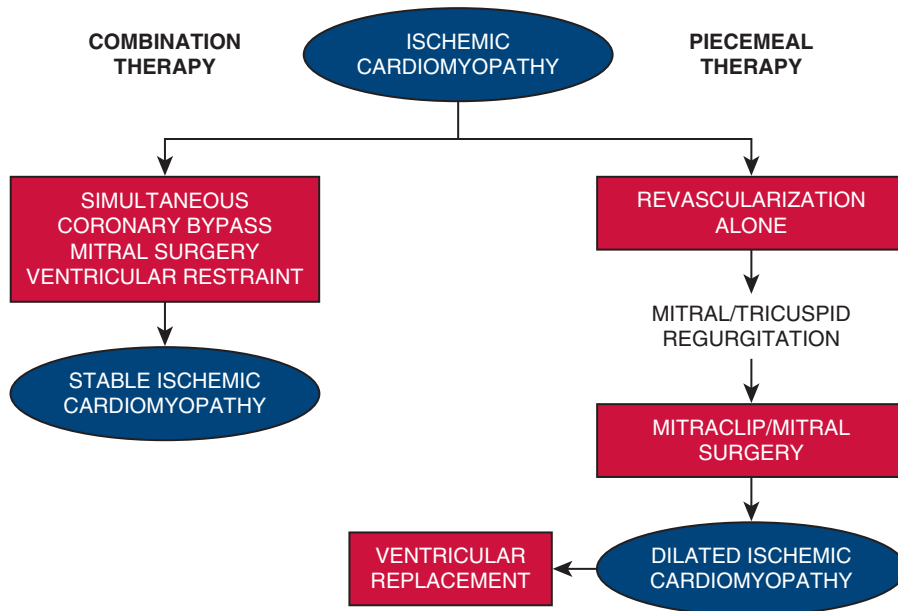 COMBINATION
THERAPY
ISCHEMIC
CARDIOMYOPATHY
PIECEMEAL
THERAPY
SIMULTANEOUS
CORONARY BYPASS
MITRAL SURGERY
VENTRICULAR RESTRAINT
STABLE ISCHEMIC
CARDIOMYOPATHY
REVASCULARIZATION
ALONE
MITRAL/TRICUSPID
REGURGITATION
MITRACLIP/MITRAL
SURGERY
DILATED ISCHEMIC
CARDIOMYOPATHY
VENTRICULAR
REPLACEMENT